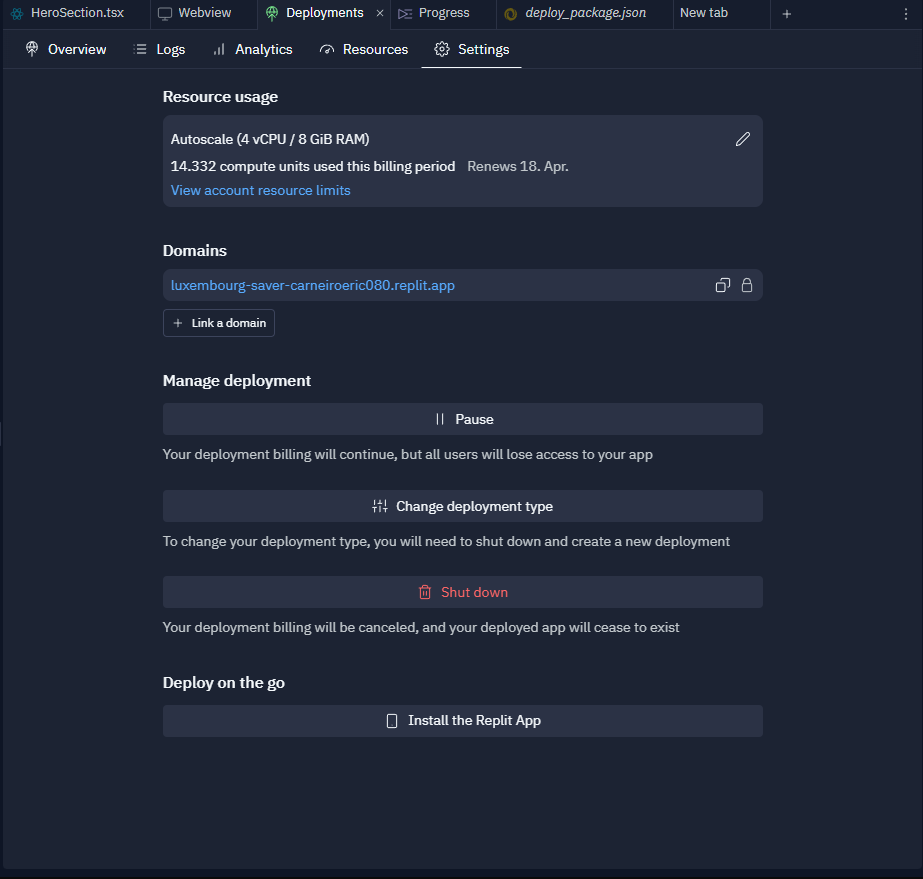 HeroSection.tsx Webview Deployments Progress deploy_package.json New tab
Overview Logs Analytics Resources Settings
Resource usage
Autoscale (4 vCPU / 8 GiB RAM)
14.332 compute units used this billing period Renews 18. Apr.
View account resource limits
Domains
luxembourg-saver-carneiroeric080.replit.app
+ Link a domain
Manage deployment
Pause
Your deployment billing will continue, but all users will lose access to your app
Change deployment type
To change your deployment type, you will need to shut down and create a new deployment
Shut down
Your deployment billing will be canceled, and your deployed app will cease to exist
Deploy on the go
Install the Replit App